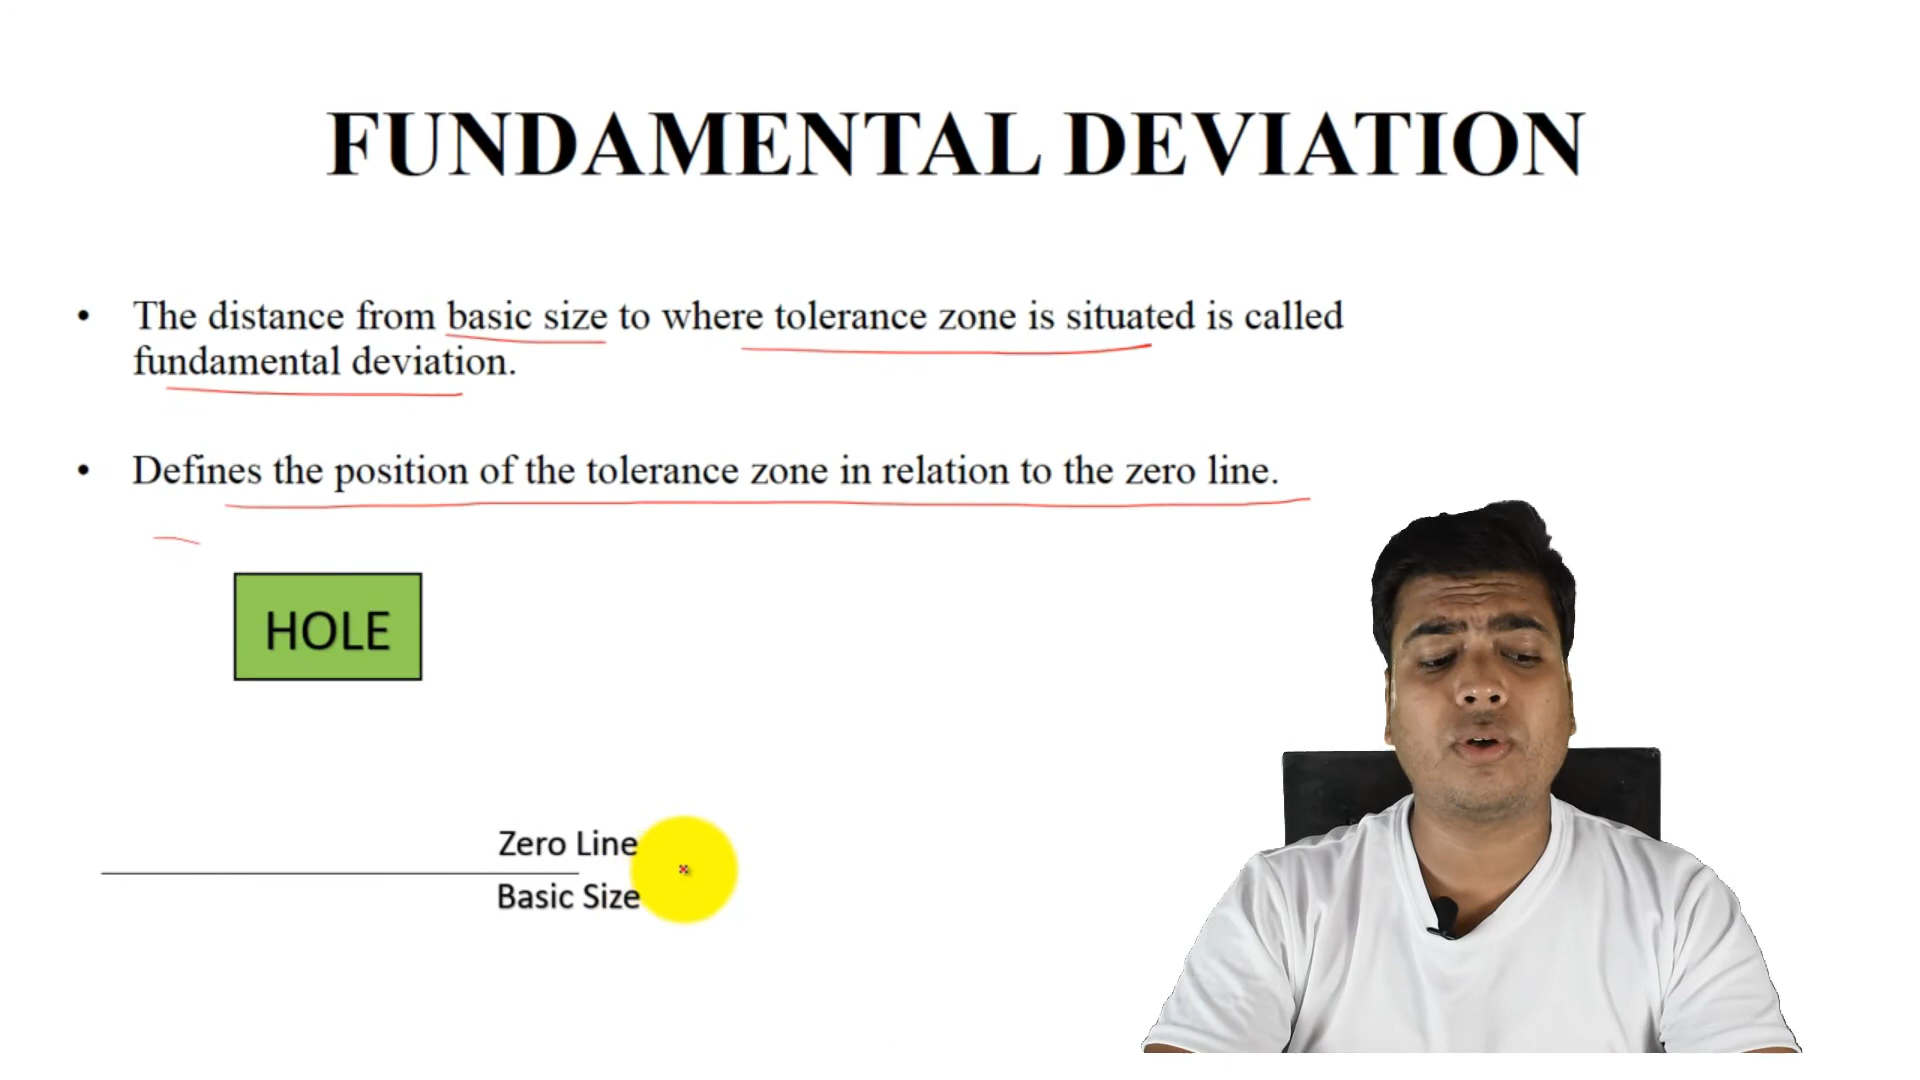 FUNDAMENTAL DEVIATION
• The distance from basic size to where tolerance zone is situated is called
fundamental deviation.
• Defines the position of the tolerance zone in relation to the zero line.
HOLE
Zero Line
Basic Size